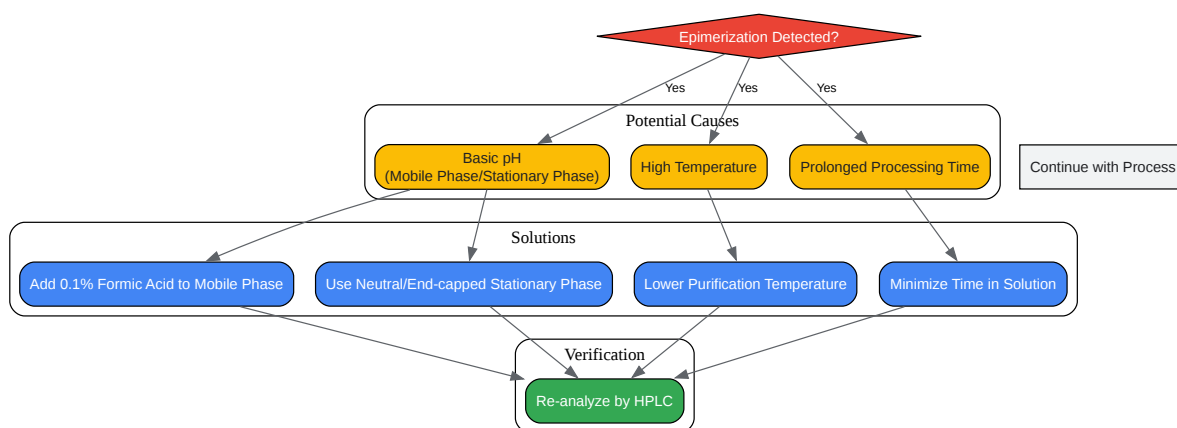 Epimerization Detected?
Yes
Yes
Yes
Potential Causes
Basic pH
(Mobile Phase/Stationary Phase)
High Temperature
Prolonged Processing Time
Continue with Process
Solutions
Add 0.1% Formic Acid to Mobile Phase
Use Neutral/End-capped Stationary Phase
Lower Purification Temperature
Minimize Time in Solution
Verification
Re-analyze by HPLC